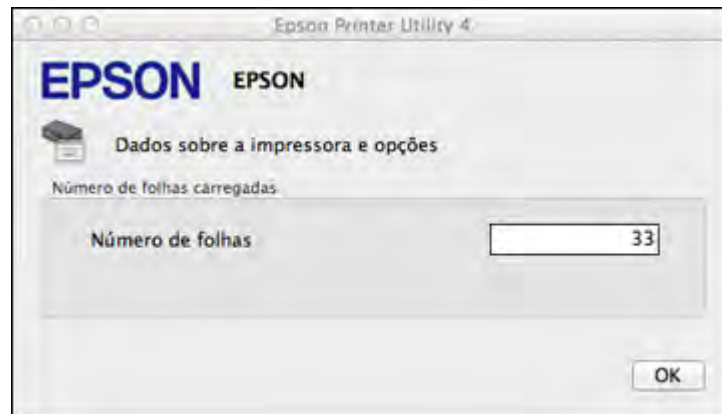 Epson Printer Utility 4
EPSON EPSON
Dados sobre a impressora e opções
Número de folhas carregadas
Número de folhas 33
OK